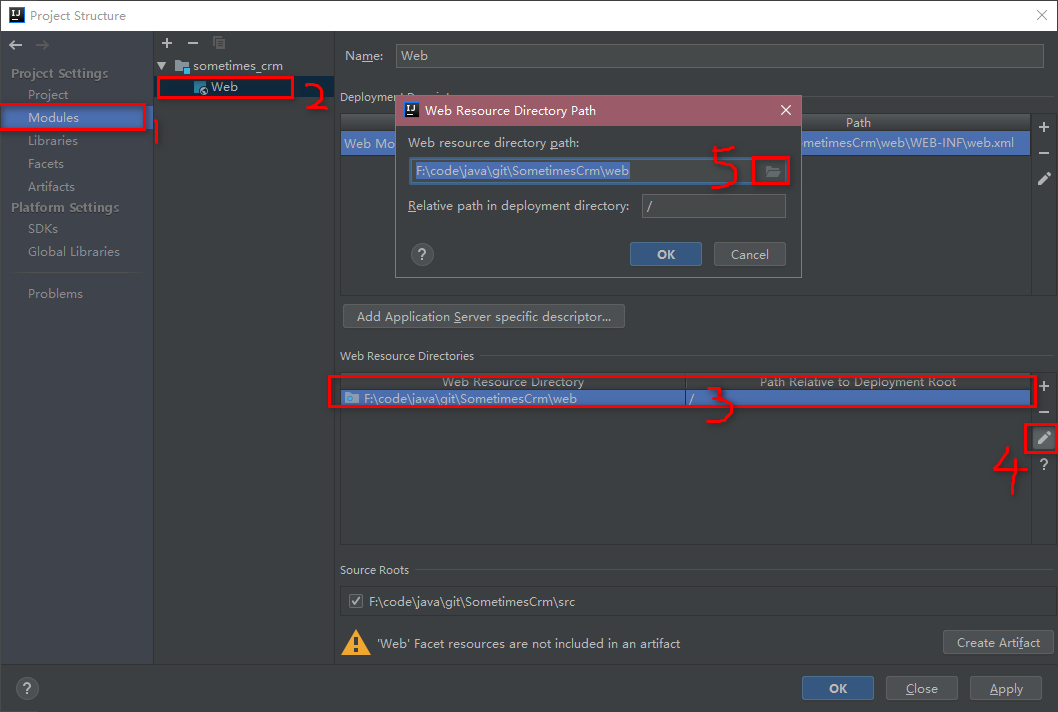 Project Structure
Project Settings
Project
Modules
1
Libraries
Facets
Artifacts
Platform Settings
SDKs
Global Libraries
Problems
sometimes_crm
Web
2
Name: Web
Deployment
Path
Web Mo
metimesCrm\web\WEB-INF\web.xml
Web Resource Directory Path
Web resource directory path:
F:\code\java\git\SometimesCrm\web
5
Relative path in deployment directory: /
?
OK
Cancel
Add Application Server specific descriptor...
Web Resource Directories
Web Resource Directory
Path Relative to Deployment Root
F:\code\java\git\SometimesCrm\web
/
3
4
?
Source Roots
F:\code\java\git\SometimesCrm\src
'Web' Facet resources are not included in an artifact
Create Artifact
?
OK
Close
Apply